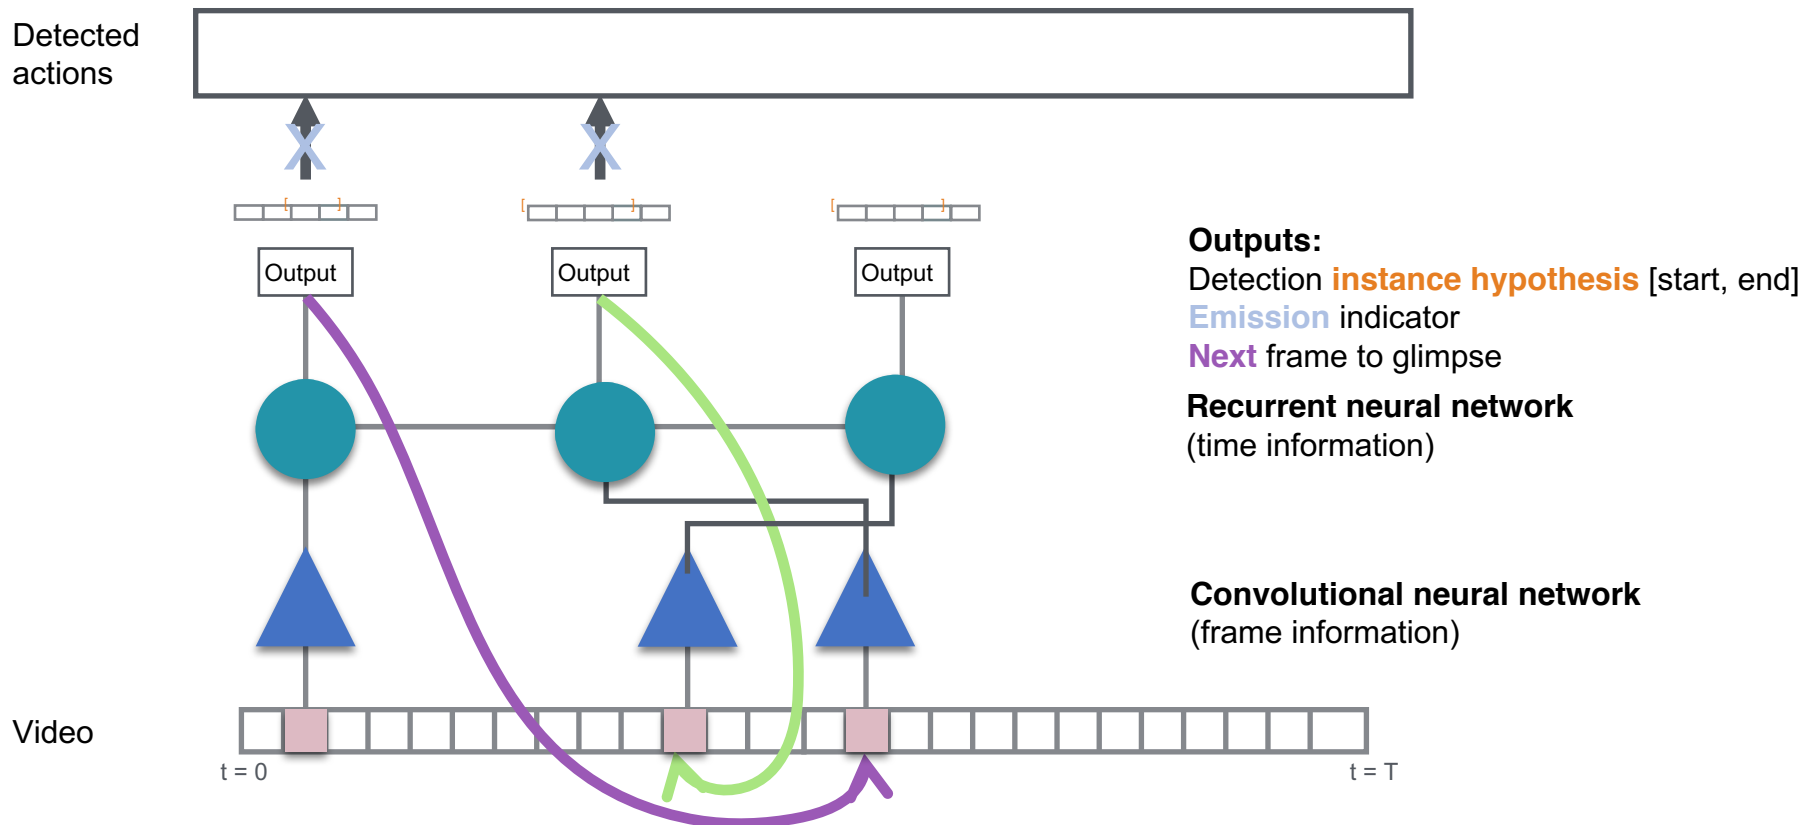 Detected
actions
X X
[ ] [ ] [ ]
Output Output Output
Outputs:
Detection instance hypothesis [start, end]
Emission indicator
Next frame to glimpse
Recurrent neural network
(time information)
Convolutional neural network
(frame information)
Video
t = 0 t = T